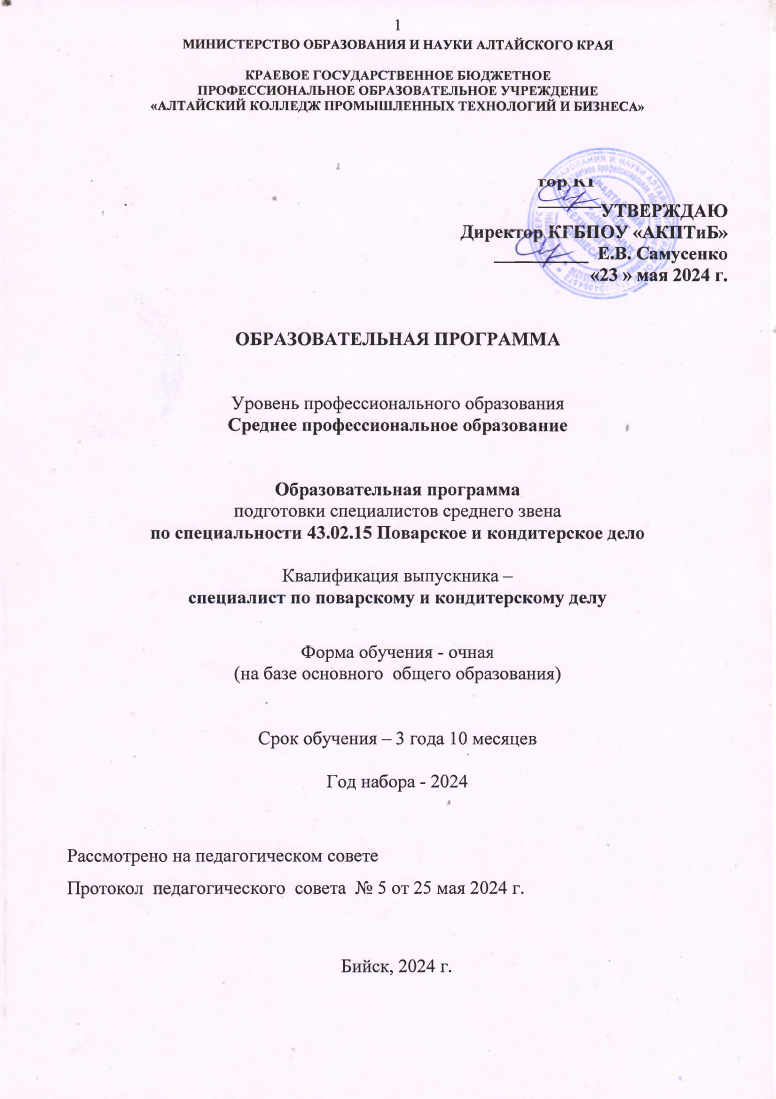 1
МИНИСТЕРСТВО ОБРАЗОВАНИЯ И НАУКИ АЛТАЙСКОГО КРАЯ
КРАЕВОЕ ГОСУДАРСТВЕННОЕ БЮДЖЕТНОЕ
ПРОФЕССИОНАЛЬНОЕ ОБРАЗОВАТЕЛЬНОЕ УЧРЕЖДЕНИЕ
«АЛТАЙСКИЙ КОЛЛЕДЖ ПРОМЫШЛЕННЫХ ТЕХНОЛОГИЙ И БИЗНЕСА»
УТВЕРЖДАЮ
Директор КГБПОУ «АКПТиБ»
__________ Е.В. Самусенко
«23 » мая 2024 г.
ОБРАЗОВАТЕЛЬНАЯ ПРОГРАММА
Уровень профессионального образования
Среднее профессиональное образование
Образовательная программа
подготовки специалистов среднего звена
по специальности 43.02.15 Поварское и кондитерское дело
Квалификация выпускника –
специалист по поварскому и кондитерскому делу
Форма обучения - очная
(на базе основного  общего образования)
Срок обучения – 3 года 10 месяцев
Год набора - 2024
Рассмотрено на педагогическом совете
Протокол  педагогического  совета  № 5 от 25 мая 2024 г.
Бийск, 2024 г.